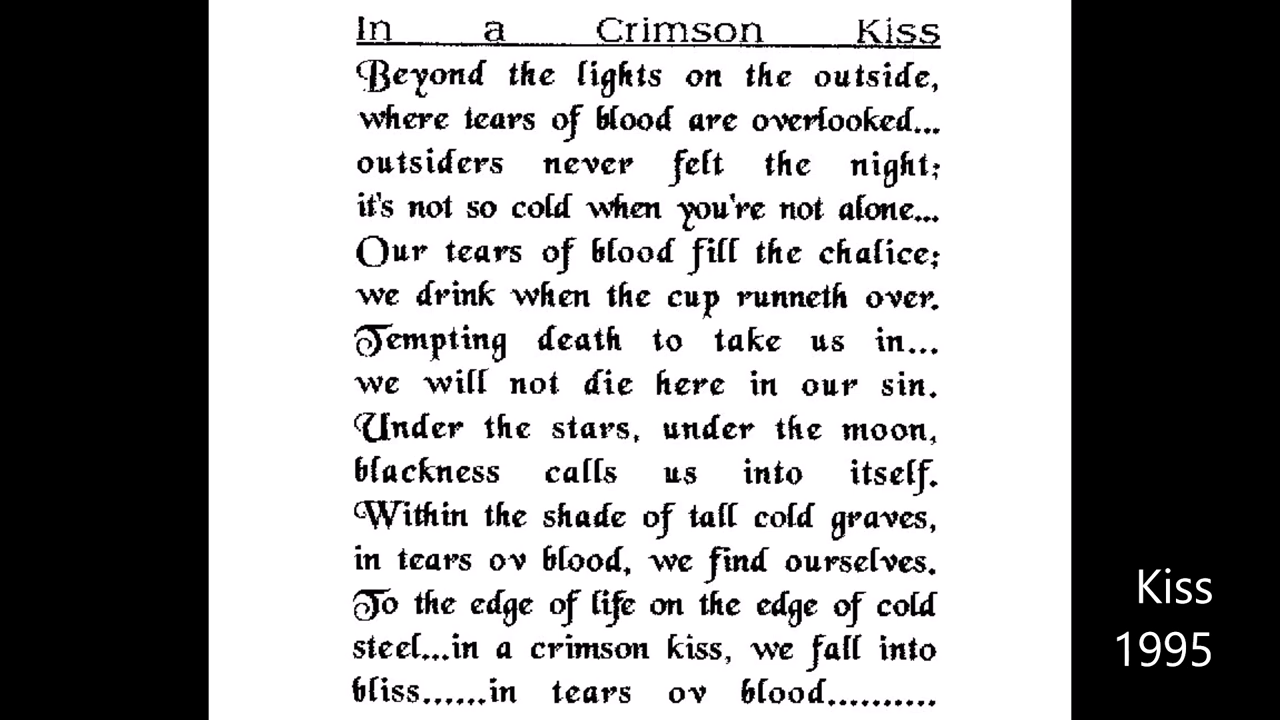 In a Crimson Kiss
Beyond the lights on the outside,
where tears of blood are overlooked...
outsiders never felt the night;
it's not so cold when you're not alone...
Our tears of blood fill the chalice;
we drink when the cup runneth over.
Tempting death to take us in...
we will not die here in our sin.
Under the stars, under the moon,
blackness calls us into itself.
Within the shade of tall cold graves,
in tears ov blood, we find ourselves.
To the edge of life on the edge of cold
steel...in a crimson kiss, we fall into
bliss......in tears ov blood..........
Kiss
1995